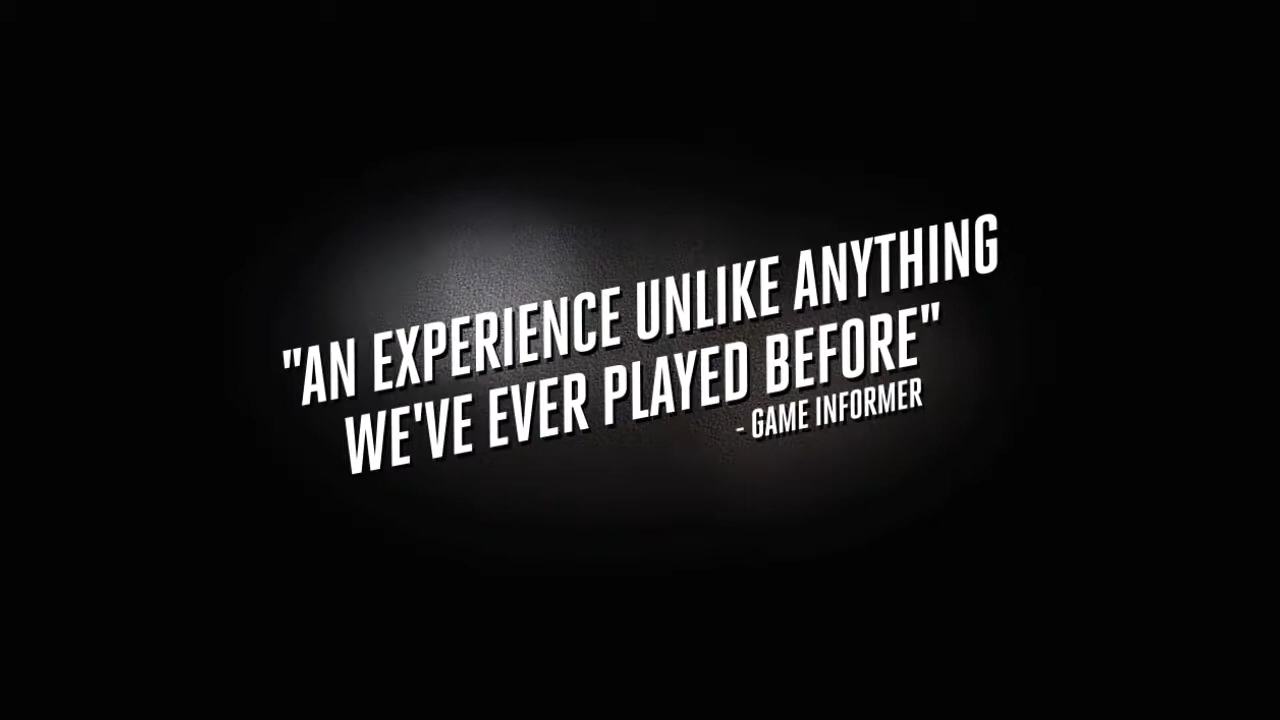 "AN EXPERIENCE UNLIKE ANYTHING
WE'VE EVER PLAYED BEFORE"
- GAME INFORMER